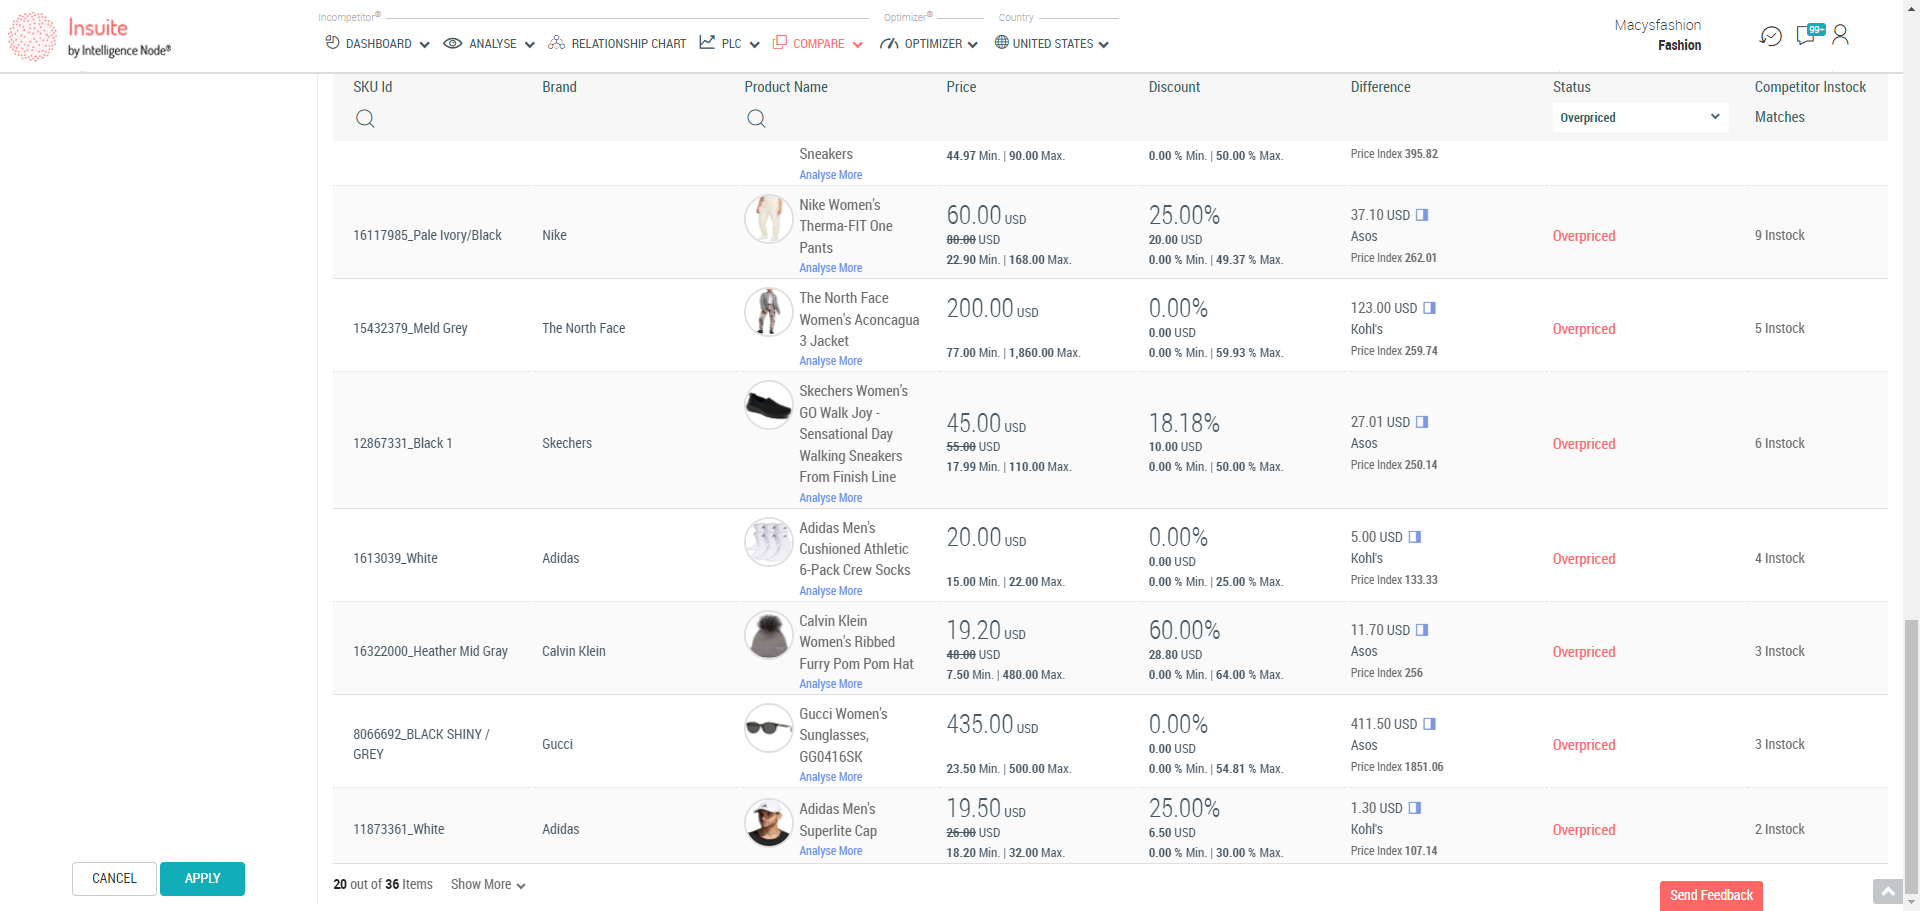 Insuite
by Intelligence Node®
Incompetitor®
Optimizer®
Country
DASHBOARD
ANALYSE
RELATIONSHIP CHART
PLC
COMPARE
OPTIMIZER
UNITED STATES
Macysfashion
Fashion
99+
SKU Id
Brand
Product Name
Price
Discount
Difference
Status
Competitor Instock
Matches
Overpriced
Sneakers
Analyse More
44.97 Min. | 90.00 Max.
0.00 % Min. | 50.00 % Max.
Price Index 395.82
16117985_Pale Ivory/Black
Nike
Nike Women's
Therma-FIT One
Pants
Analyse More
60.00 USD
80.00 USD
22.90 Min. | 168.00 Max.
25.00%
20.00 USD
0.00 % Min. | 49.37 % Max.
37.10 USD
Asos
Price Index 262.01
Overpriced
9 Instock
15432379_Meld Grey
The North Face
The North Face
Women's Aconcagua
3 Jacket
Analyse More
200.00 USD
77.00 Min. | 1,860.00 Max.
0.00%
0.00 USD
0.00 % Min. | 59.93 % Max.
123.00 USD
Kohl's
Price Index 259.74
Overpriced
5 Instock
12867331_Black 1
Skechers
Skechers Women's
GO Walk Joy -
Sensational Day
Walking Sneakers
From Finish Line
Analyse More
45.00 USD
55.00 USD
17.99 Min. | 110.00 Max.
18.18%
10.00 USD
0.00 % Min. | 50.00 % Max.
27.01 USD
Asos
Price Index 250.14
Overpriced
6 Instock
1613039_White
Adidas
Adidas Men's
Cushioned Athletic
6-Pack Crew Socks
Analyse More
20.00 USD
15.00 Min. | 22.00 Max.
0.00%
0.00 USD
0.00 % Min. | 25.00 % Max.
5.00 USD
Kohl's
Price Index 133.33
Overpriced
4 Instock
16322000_Heather Mid Gray
Calvin Klein
Calvin Klein
Women's Ribbed
Furry Pom Pom Hat
Analyse More
19.20 USD
48.00 USD
7.50 Min. | 480.00 Max.
60.00%
28.80 USD
0.00 % Min. | 64.00 % Max.
11.70 USD
Asos
Price Index 256
Overpriced
3 Instock
8066692_BLACK SHINY /
GREY
Gucci
Gucci Women's
Sunglasses,
GG0416SK
Analyse More
435.00 USD
23.50 Min. | 500.00 Max.
0.00%
0.00 USD
0.00 % Min. | 54.81 % Max.
411.50 USD
Asos
Price Index 1851.06
Overpriced
3 Instock
11873361_White
Adidas
Adidas Men's
Superlite Cap
Analyse More
19.50 USD
26.00 USD
18.20 Min. | 32.00 Max.
25.00%
6.50 USD
0.00 % Min. | 30.00 % Max.
1.30 USD
Kohl's
Price Index 107.14
Overpriced
2 Instock
CANCEL
APPLY
20 out of 36 Items
Show More
Send Feedback